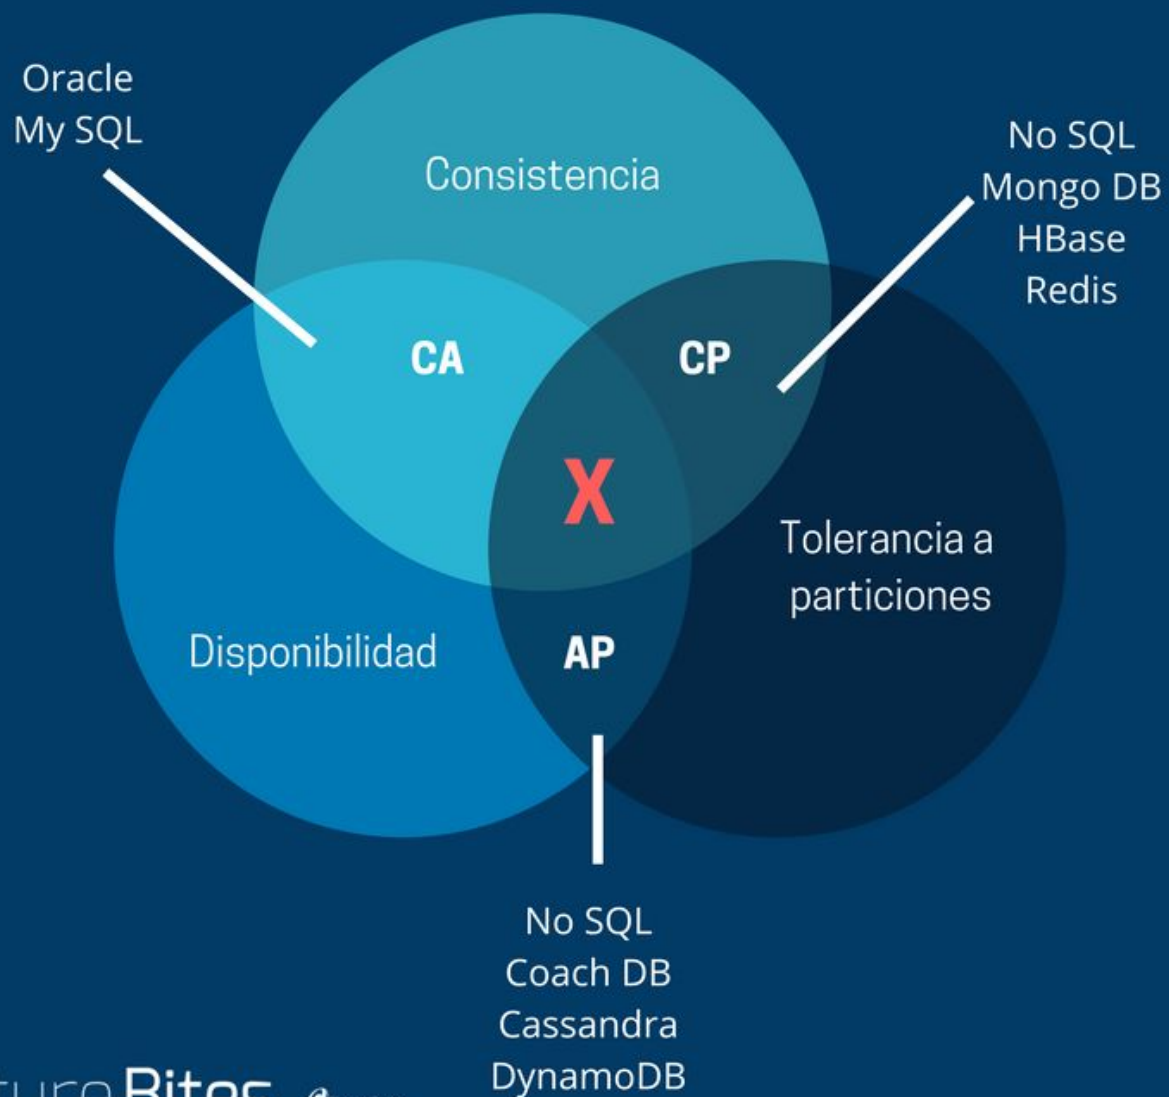 Oracle
My SQL
Consistencia
No SQL
Mongo DB
HBase
Redis
CA
CP
X
Tolerancia a
particiones
Disponibilidad
AP
No SQL
Coach DB
Cassandra
DynamoDB
Bitos